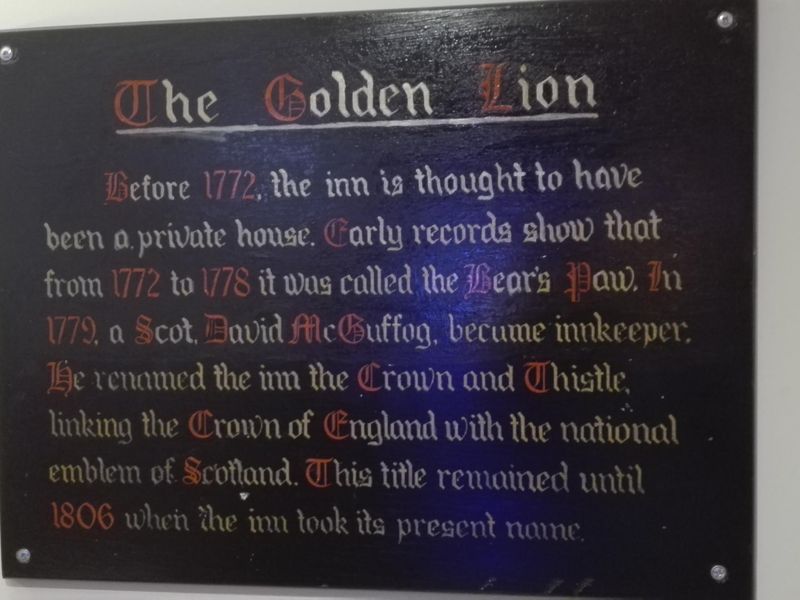 The Golden Lion
Before 1772, the inn is thought to have
been a private house. Early records show that
from 1772 to 1778 it was called the Bear's Paw. In
1779, a Scot, David McGuffog, became innkeeper.
He renamed the inn the Crown and Thistle,
linking the Crown of England with the national
emblem of Scotland. This title remained until
1806 when the inn took its present name.